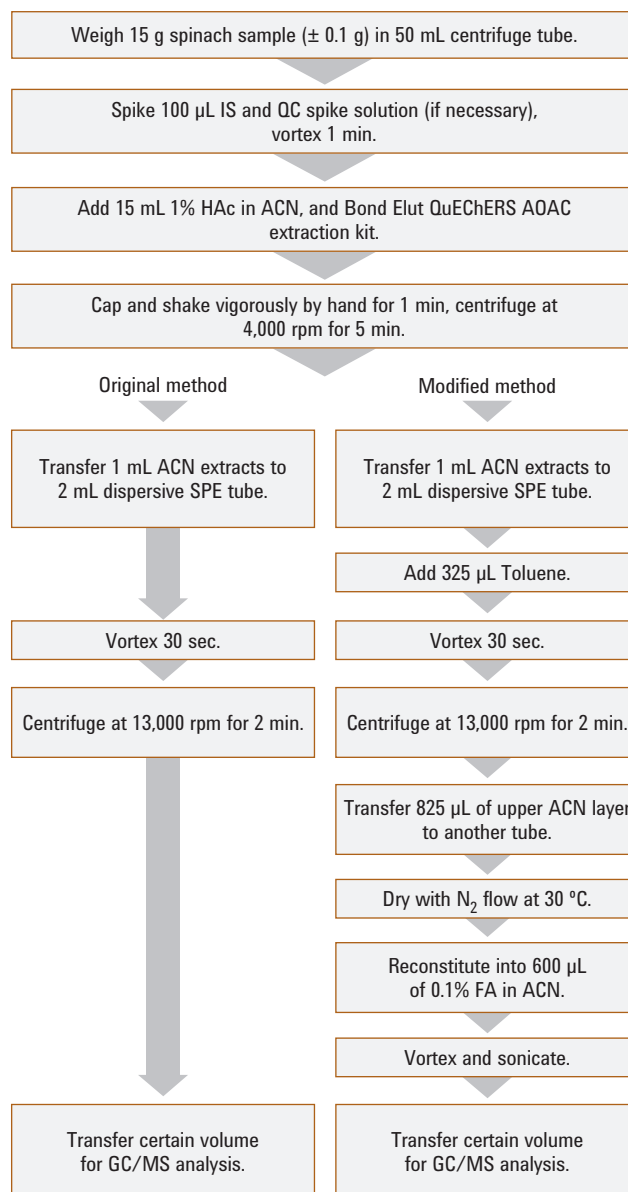 Weigh 15 g spinach sample (± 0.1 g) in 50 mL centrifuge tube.
Spike 100 µL IS and QC spike solution (if necessary),
vortex 1 min.
Add 15 mL 1% HAc in ACN, and Bond Elut QuEChERS AOAC
extraction kit.
Cap and shake vigorously by hand for 1 min, centrifuge at
4,000 rpm for 5 min.
Original method
Transfer 1 mL ACN extracts to
2 mL dispersive SPE tube.
Vortex 30 sec.
Centrifuge at 13,000 rpm for 2 min.
Transfer certain volume
for GC/MS analysis.
Modified method
Transfer 1 mL ACN extracts to
2 mL dispersive SPE tube.
Add 325 µL Toluene.
Vortex 30 sec.
Centrifuge at 13,000 rpm for 2 min.
Transfer 825 µL of upper ACN layer
to another tube.
Dry with N2 flow at 30 ºC.
Reconstitute into 600 µL
of 0.1% FA in ACN.
Vortex and sonicate.
Transfer certain volume
for GC/MS analysis.